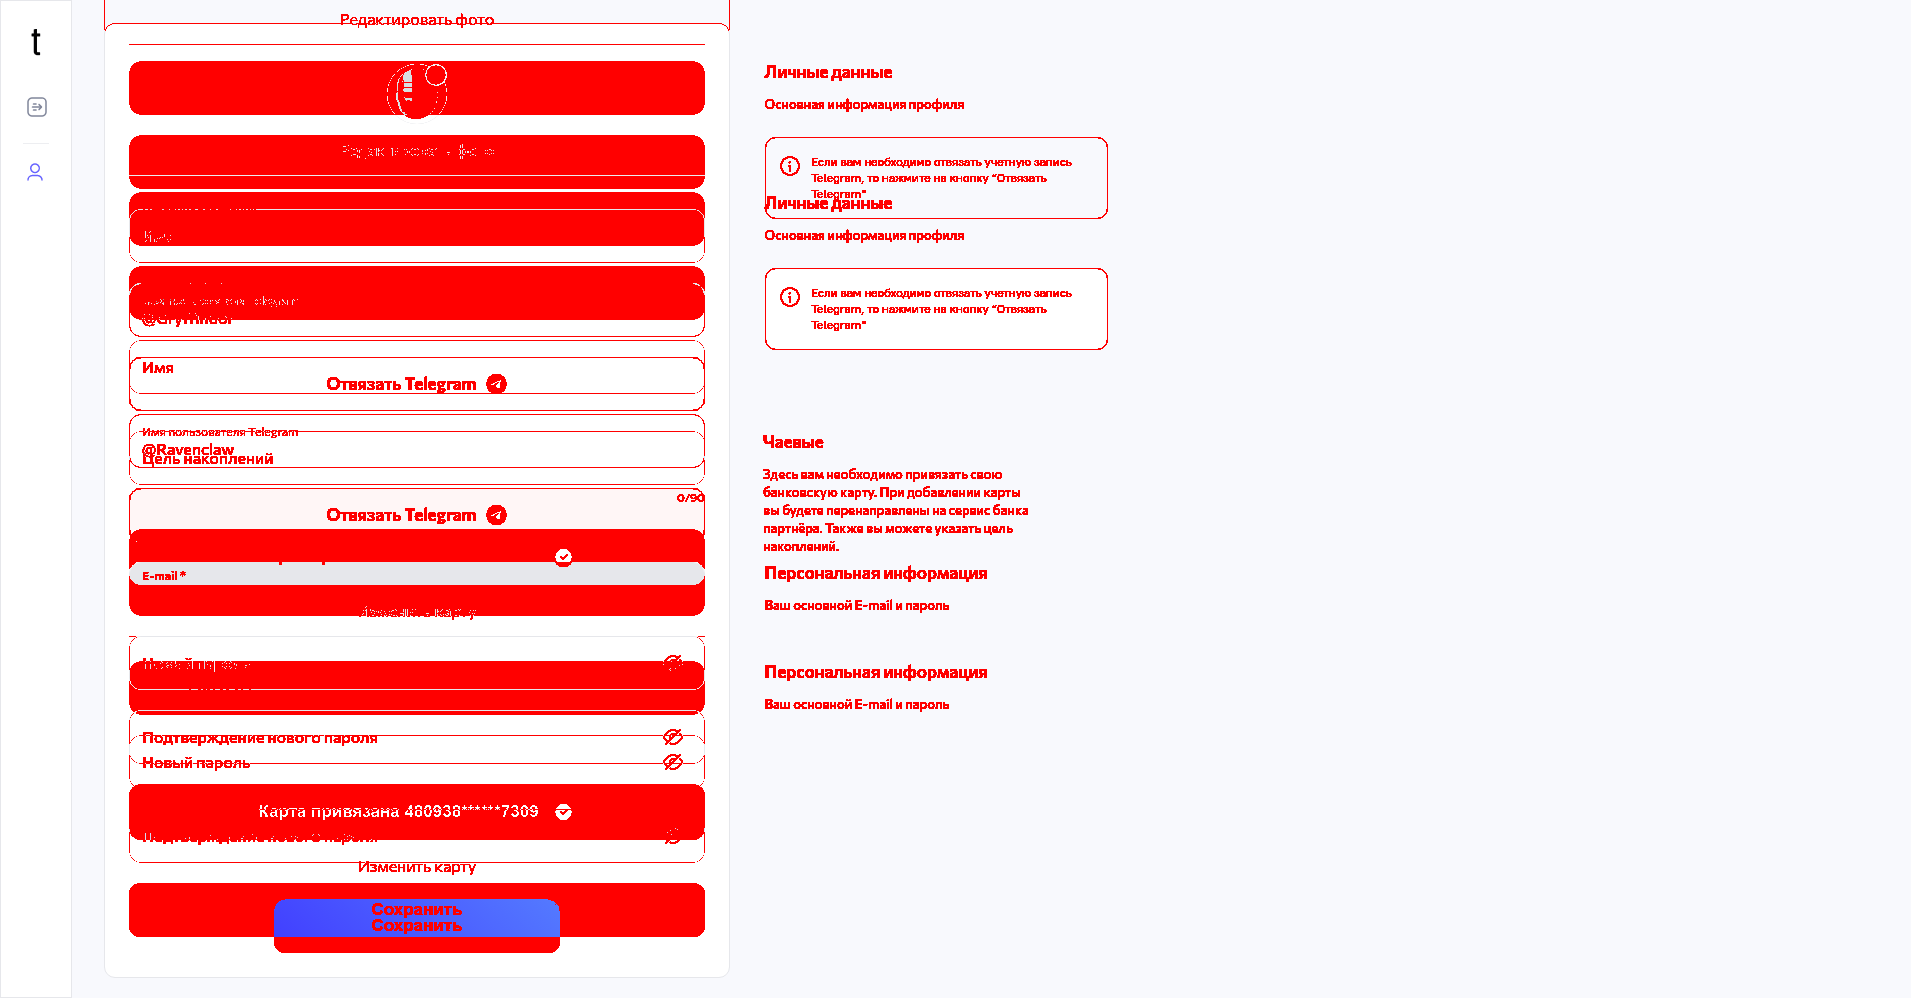 t
Редактировать фото
Личные данные
Основная информация профиля
Если вам необходимо отвязать учетную запись
Telegram, то нажмите на кнопку "Отвязать
Telegram"
Личные данные
Основная информация профиля
Если вам необходимо отвязать учетную запись
Telegram, то нажмите на кнопку "Отвязать
Telegram"
@Gryffindor
Имя
Отвязать Telegram
Имя пользователя Telegram
@Ravenclaw
Цель накоплений
0/90
Отвязать Telegram
E-mail *
Изменить карту
Чаевые
Здесь вам необходимо привязать свою
банковскую карту. При добавлении карты
вы будете перенаправлены на сервис банка
партнёра. Также вы можете указать цель
накоплений.
Персональная информация
Ваш основной E-mail и пароль
Персональная информация
Ваш основной E-mail и пароль
Новый пароль
Подтверждение нового пароля
Новый пароль
Карта привязана 480938******7309
Подтверждение нового пароля
Изменить карту
Сохранить
Сохранить